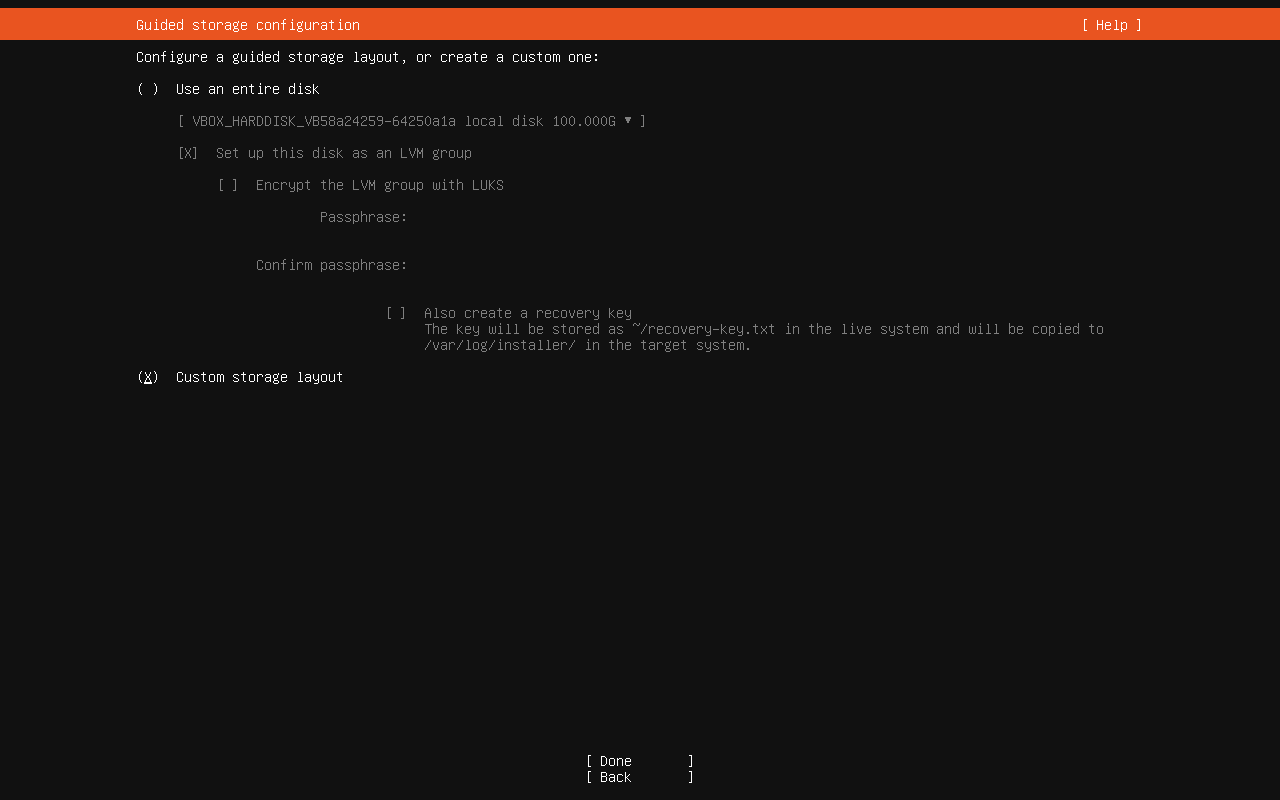 Guided storage configuration [ Help ]
Configure a guided storage layout, or create a custom one:
( ) Use an entire disk
[ VBOX_HARDDISK_VB58a24259-64250a1a local disk 100.000G ▾ ]
[X] Set up this disk as an LVM group
[ ] Encrypt the LVM group with LUKS
Passphrase:
Confirm passphrase:
[ ] Also create a recovery key
The key will be stored as ~/recovery-key.txt in the live system and will be copied to
/var/log/installer/ in the target system.
(X) Custom storage layout
[ Done ]
[ Back ]